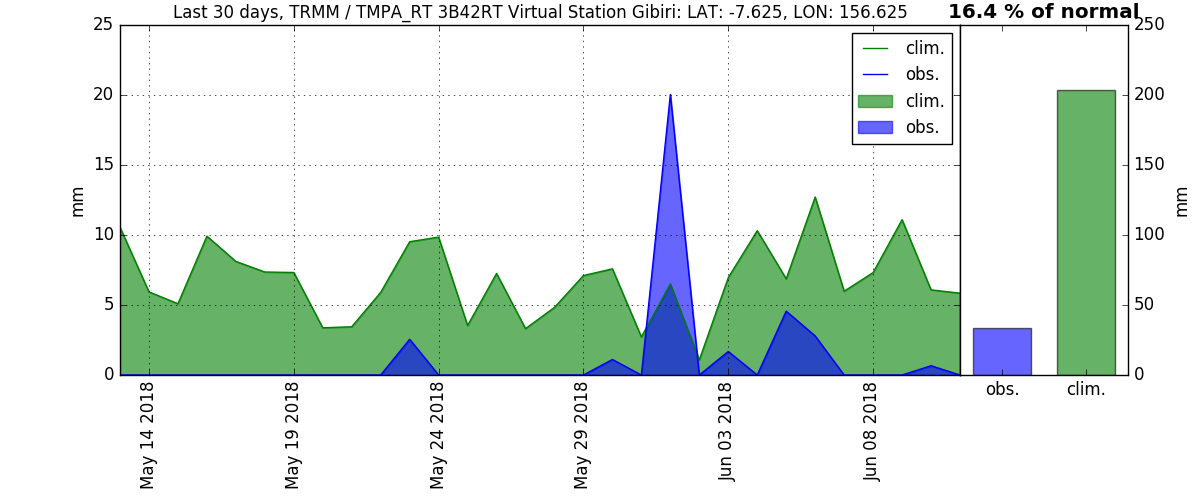 Last 30 days, TRMM / TMPA_RT 3B42RT Virtual Station Gibiri: LAT: -7.625, LON: 156.625
16.4 % of normal
25
20
15
10
5
0
mm
clim.
obs.
clim.
obs.
May 14 2018
May 19 2018
May 24 2018
May 29 2018
Jun 03 2018
Jun 08 2018
250
200
150
100
50
0
mm
obs.
clim.